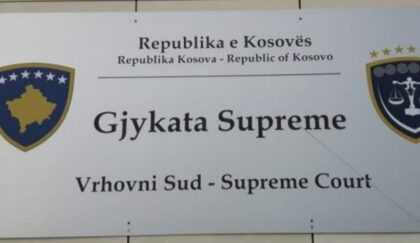 Republika e Kosovës
Republika Kosova - Republic of Kosovo
Gjykata Supreme
Vrhovni Sud - Supreme Court